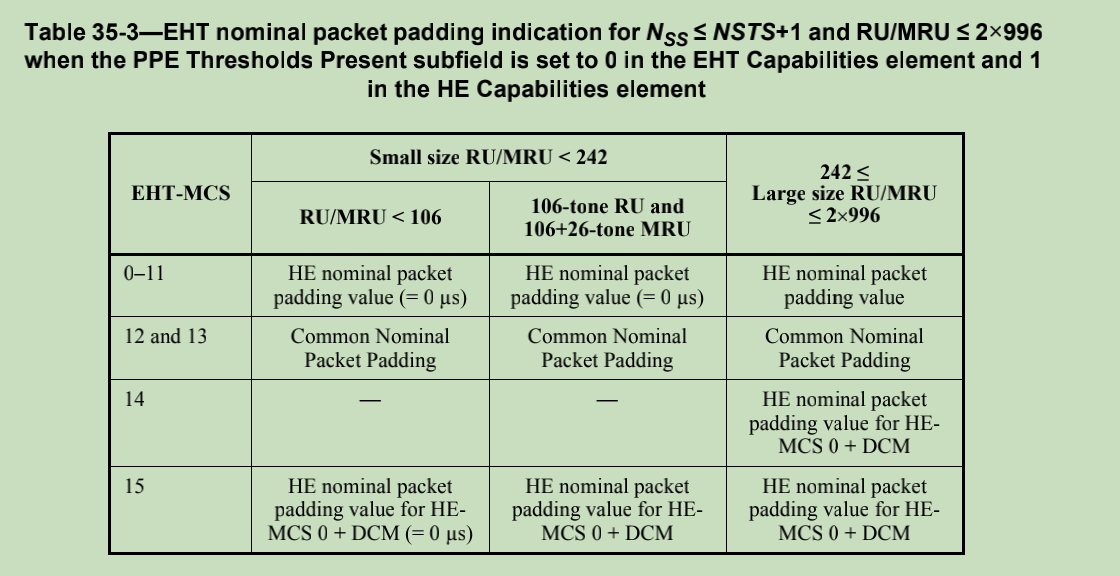 Table 35-3—EHT nominal packet padding indication for NSS ≤ NSTS+1 and RU/MRU ≤ 2×996
when the PPE Thresholds Present subfield is set to 0 in the EHT Capabilities element and 1
in the HE Capabilities element
EHT-MCS
Small size RU/MRU < 242
RU/MRU < 106
106-tone RU and
106+26-tone MRU
242 ≤
Large size RU/MRU
≤ 2×996
0–11
HE nominal packet
padding value (= 0 µs)
HE nominal packet
padding value (= 0 µs)
HE nominal packet
padding value
12 and 13
Common Nominal
Packet Padding
Common Nominal
Packet Padding
Common Nominal
Packet Padding
14
—
—
HE nominal packet
padding value for HE-
MCS 0 + DCM
15
HE nominal packet
padding value for HE-
MCS 0 + DCM (= 0 µs)
HE nominal packet
padding value for HE-
MCS 0 + DCM
HE nominal packet
padding value for HE-
MCS 0 + DCM